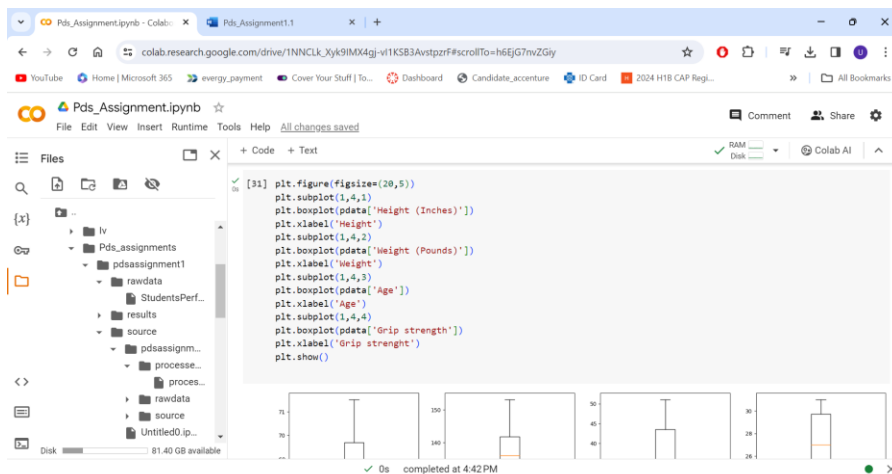 Pds_Assignment.ipynb - Colabo
Pds_Assignment1.1
colab.research.google.com/drive/1NNCLk_Xyk9IMX4gj-vI1KSB3AvstpzrF#scrollTo=h6EjG7nvZGiy
YouTube Home | Microsoft 365 evergy_payment Cover Your Stuff | To... Dashboard Candidate_accenture ID Card 2024 H1B CAP Regi... » All Bookmarks
CO Pds_Assignment.ipynb
Comment Share
File Edit View Insert Runtime Tools Help All changes saved
Files
+ Code + Text
RAM
Disk
Colab AI
{x}
..
lv
Pds_assignments
pdsassignment1
rawdata
StudentsPerf...
results
source
pdsassignm...
processe...
proces...
rawdata
source
Untitled0.ip...
Disk 81.40 GB available
0s
[31] plt.figure(figsize=(20,5))
plt.subplot(1,4,1)
plt.boxplot(pdata['Height (Inches)'])
plt.xlabel('Height')
plt.subplot(1,4,2)
plt.boxplot(pdata['Weight (Pounds)'])
plt.xlabel('Weight')
plt.subplot(1,4,3)
plt.boxplot(pdata['Age'])
plt.xlabel('Age')
plt.subplot(1,4,4)
plt.boxplot(pdata['Grip strength'])
plt.xlabel('Grip strenght')
plt.show()
71 150 50 30
70 140 45 28
40 26
0s completed at 4:42 PM